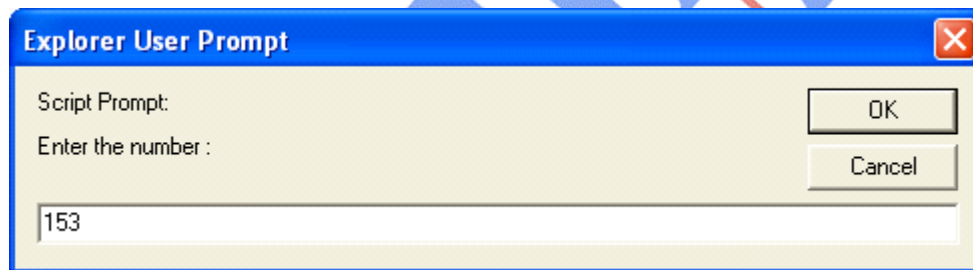 Explorer User Prompt
Script Prompt:
OK
Enter the number :
Cancel
153